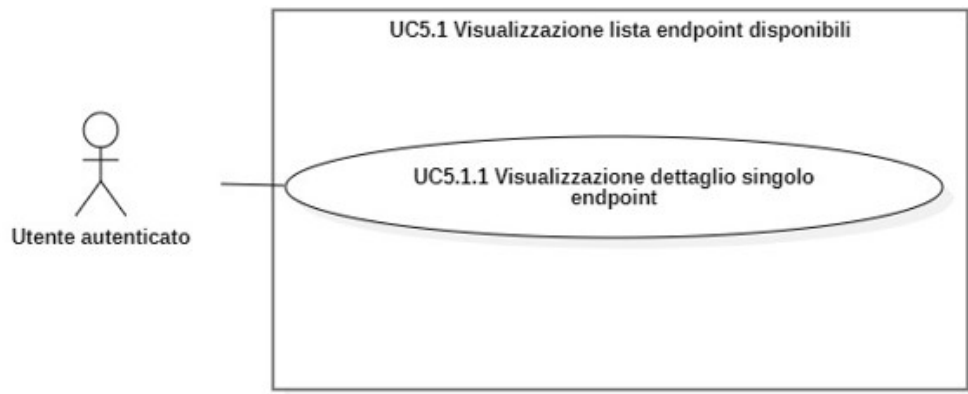 UC5.1 Visualizzazione lista endpoint disponibili
UC5.1.1 Visualizzazione dettaglio singolo
endpoint
Utente autenticato